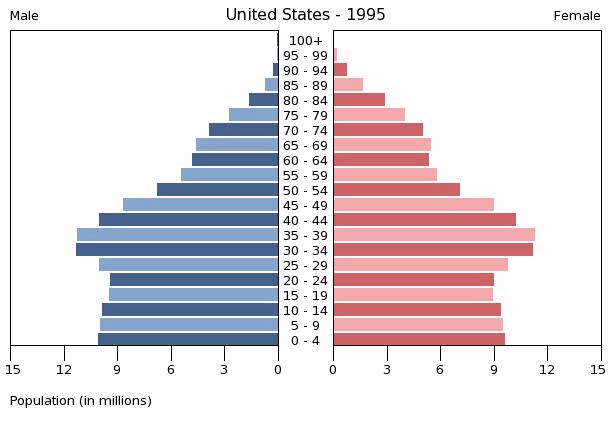 United States - 1995
Male
Female
100+
95 - 99
90 - 94
85 - 89
80 - 84
75 - 79
70 - 74
65 - 69
60 - 64
55 - 59
50 - 54
45 - 49
40 - 44
35 - 39
30 - 34
25 - 29
20 - 24
15 - 19
10 - 14
5 - 9
0 - 4
15 12 9 6 3 0 0 3 6 9 12 15
Population (in millions)